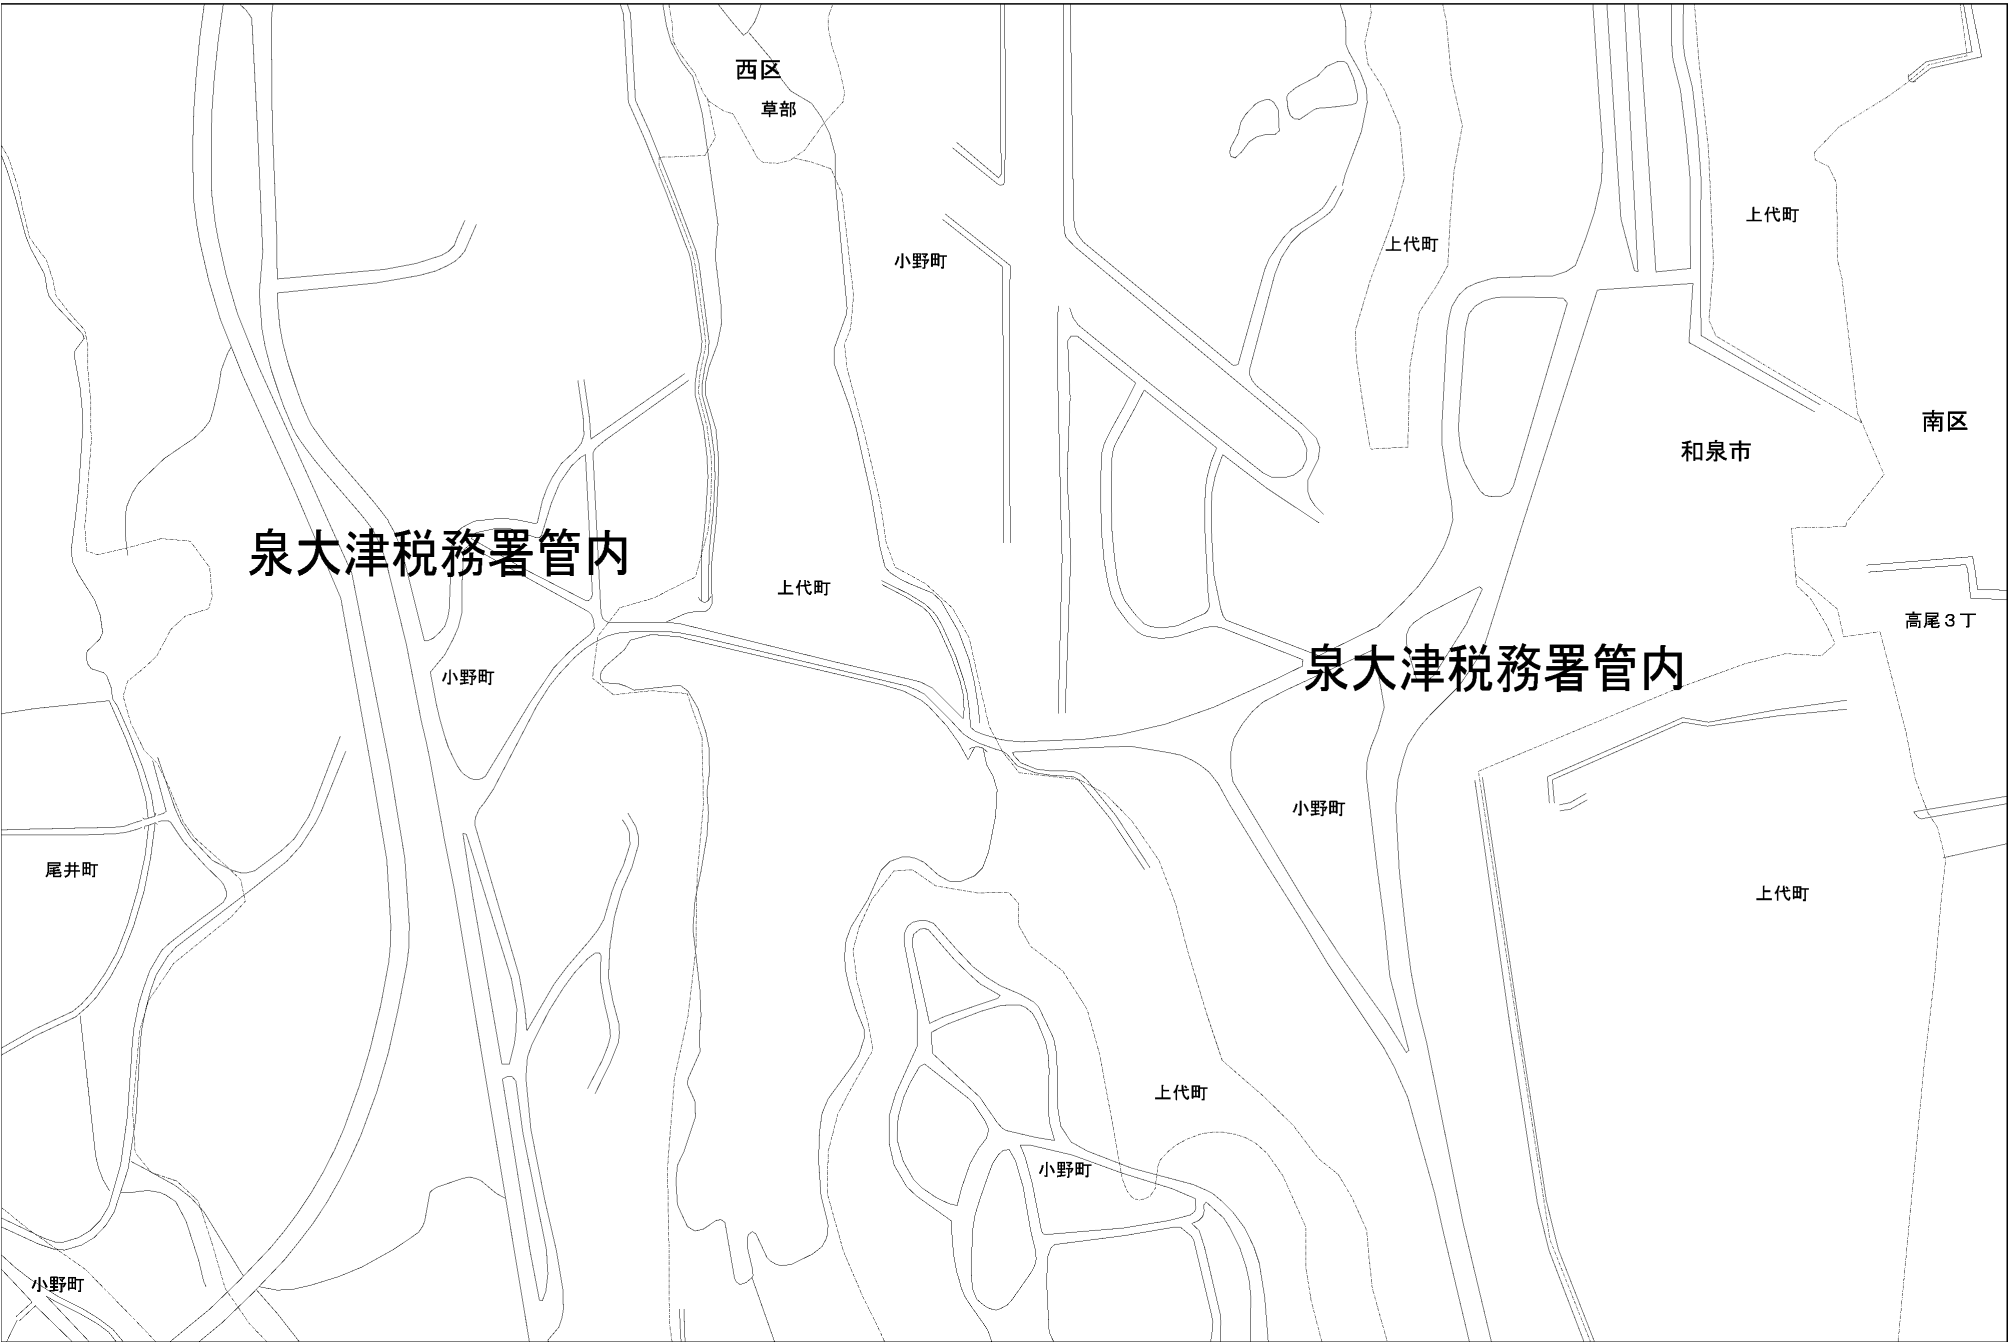 西区
草部
上代町
上代町
小野町
南区
和泉市
泉大津税務署管内
上代町
高尾３丁
小野町
泉大津税務署管内
小野町
尾井町
上代町
上代町
小野町
小野町